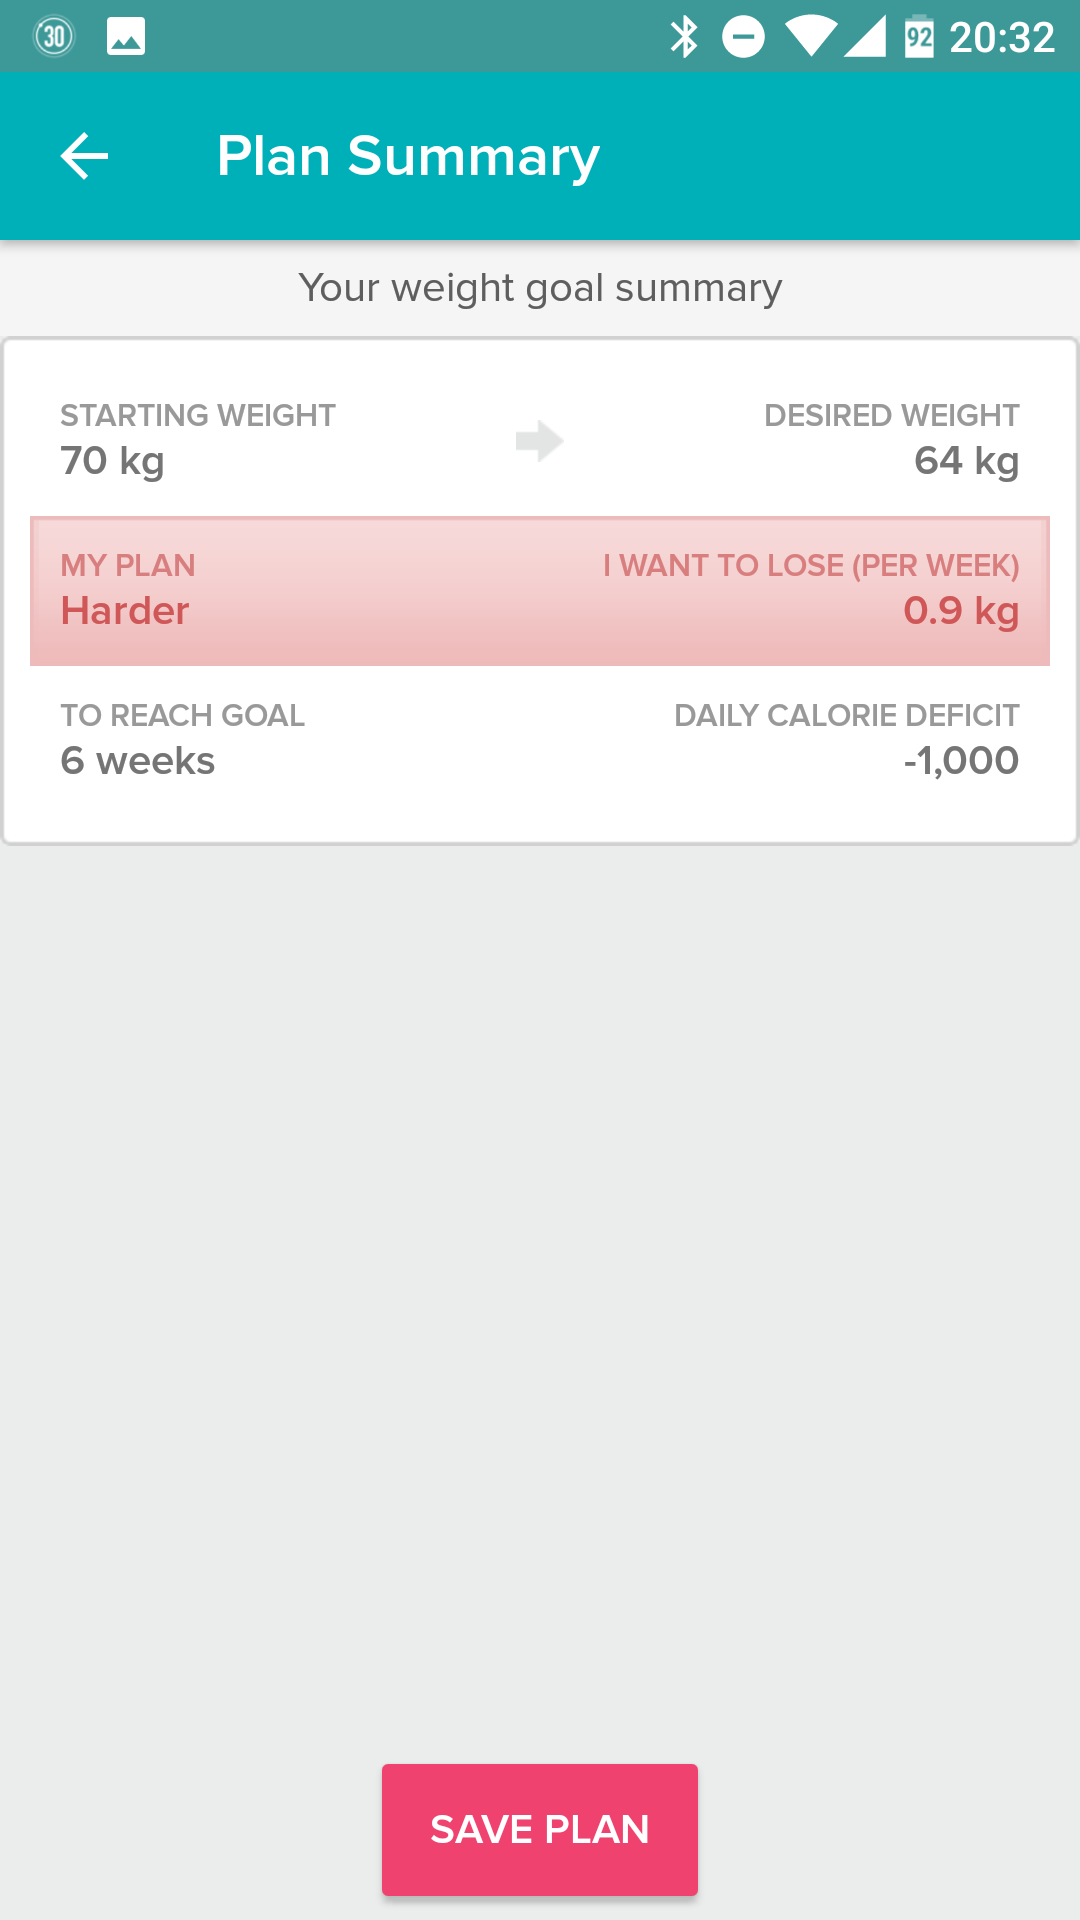 30 92 20:32
Plan Summary
Your weight goal summary
STARTING WEIGHT DESIRED WEIGHT
70 kg 64 kg
MY PLAN I WANT TO LOSE (PER WEEK)
Harder 0.9 kg
TO REACH GOAL DAILY CALORIE DEFICIT
6 weeks -1,000
SAVE PLAN